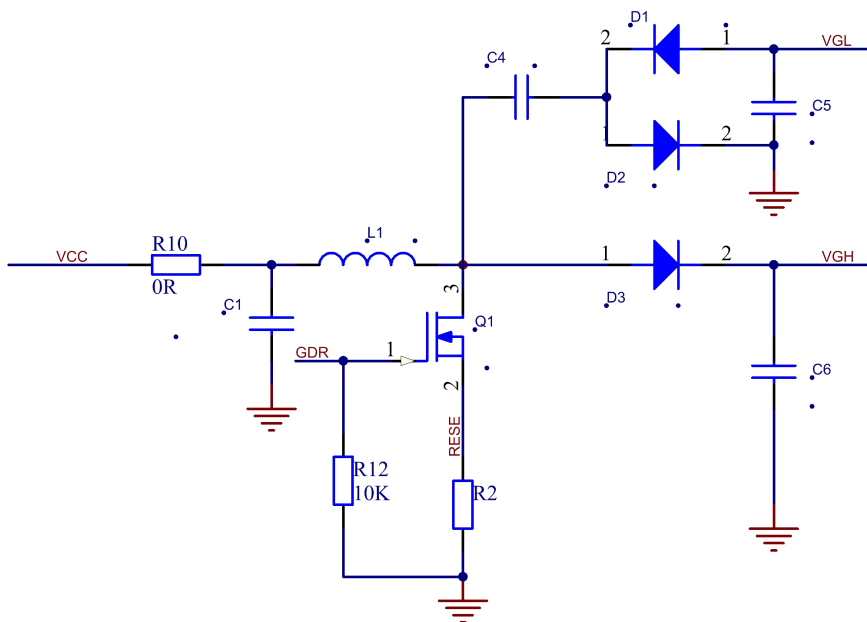 D1
2
1
VGL
C4
C5
1
2
D2
R10
L1
VCC
1
2
VGH
0R
3
D3
C1
Q1
GDR
1
2
C6
RESE
R12
10K
R2